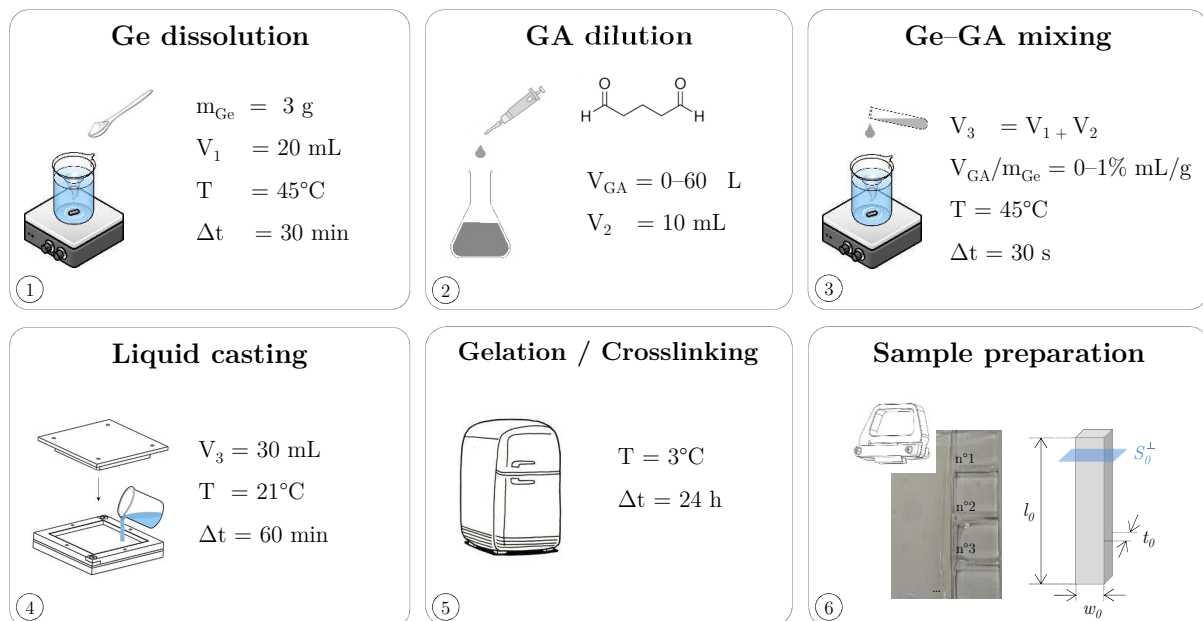 Ge dissolution
m_Ge = 3 g
V_1 = 20 mL
T = 45°C
Δt = 30 min
1
GA dilution
O O
H H
V_GA = 0–60 L
V_2 = 10 mL
2
Ge–GA mixing
V_3 = V_1 + V_2
V_GA/m_Ge = 0–1% mL/g
T = 45°C
Δt = 30 s
3
Liquid casting
V_3 = 30 mL
T = 21°C
Δt = 60 min
4
Gelation / Crosslinking
T = 3°C
Δt = 24 h
5
Sample preparation
n°1
n°2
n°3
...
S_0^⊥
l_0
t_0
w_0
6